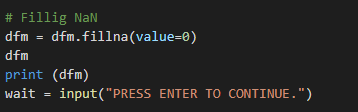 # Fillig NaN
dfm = dfm.fillna(value=0)
dfm
print (dfm)
wait = input("PRESS ENTER TO CONTINUE.")